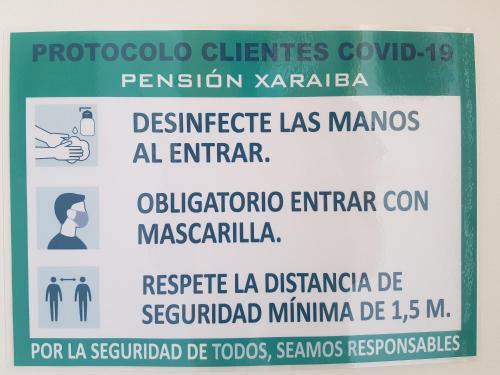 PROTOCOLO CLIENTES COVID-19
PENSIÓN XARAIBA
DESINFECTE LAS MANOS
AL ENTRAR.
OBLIGATORIO ENTRAR CON
MASCARILLA.
RESPETE LA DISTANCIA DE
SEGURIDAD MÍNIMA DE 1,5 M.
POR LA SEGURIDAD DE TODOS, SEAMOS RESPONSABLES